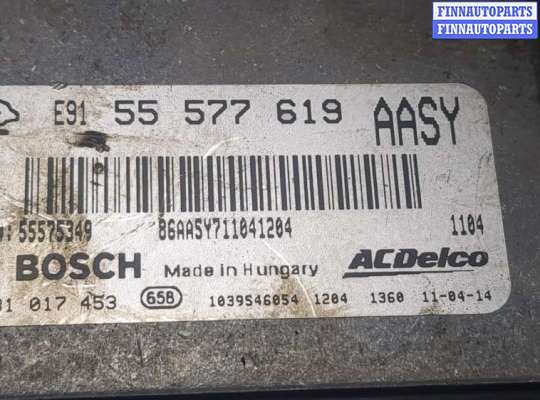 FINNAUTOPARTS
FINNAUTOPARTS
E91 55 577 619 AASY
55575349 86AA5Y711041204 1104
BOSCH Made in Hungary ACDelco
017 453 658 1039S46054 1204 1360 11-04-14